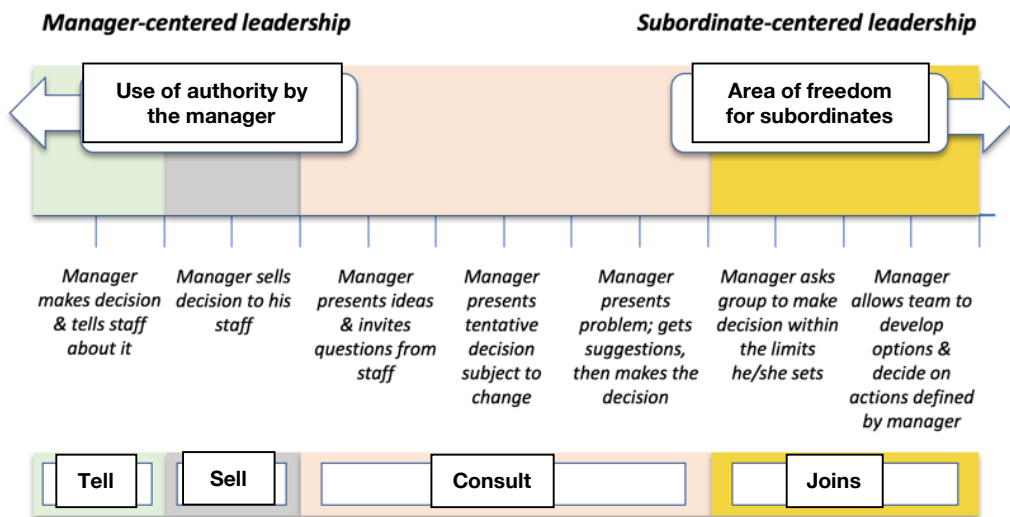 Manager-centered leadership
Subordinate-centered leadership
Use of authority by
the manager
Area of freedom
for subordinates
Manager
makes decision
& tells staff
about it
Manager sells
decision to his
staff
Manager
presents ideas
& invites
questions from
staff
Manager
presents
tentative
decision
subject to
change
Manager
presents
problem; gets
suggestions,
then makes the
decision
Manager asks
group to make
decision within
the limits
he/she sets
Manager
allows team to
develop
options &
decide on
actions defined
by manager
Tell
Sell
Consult
Joins